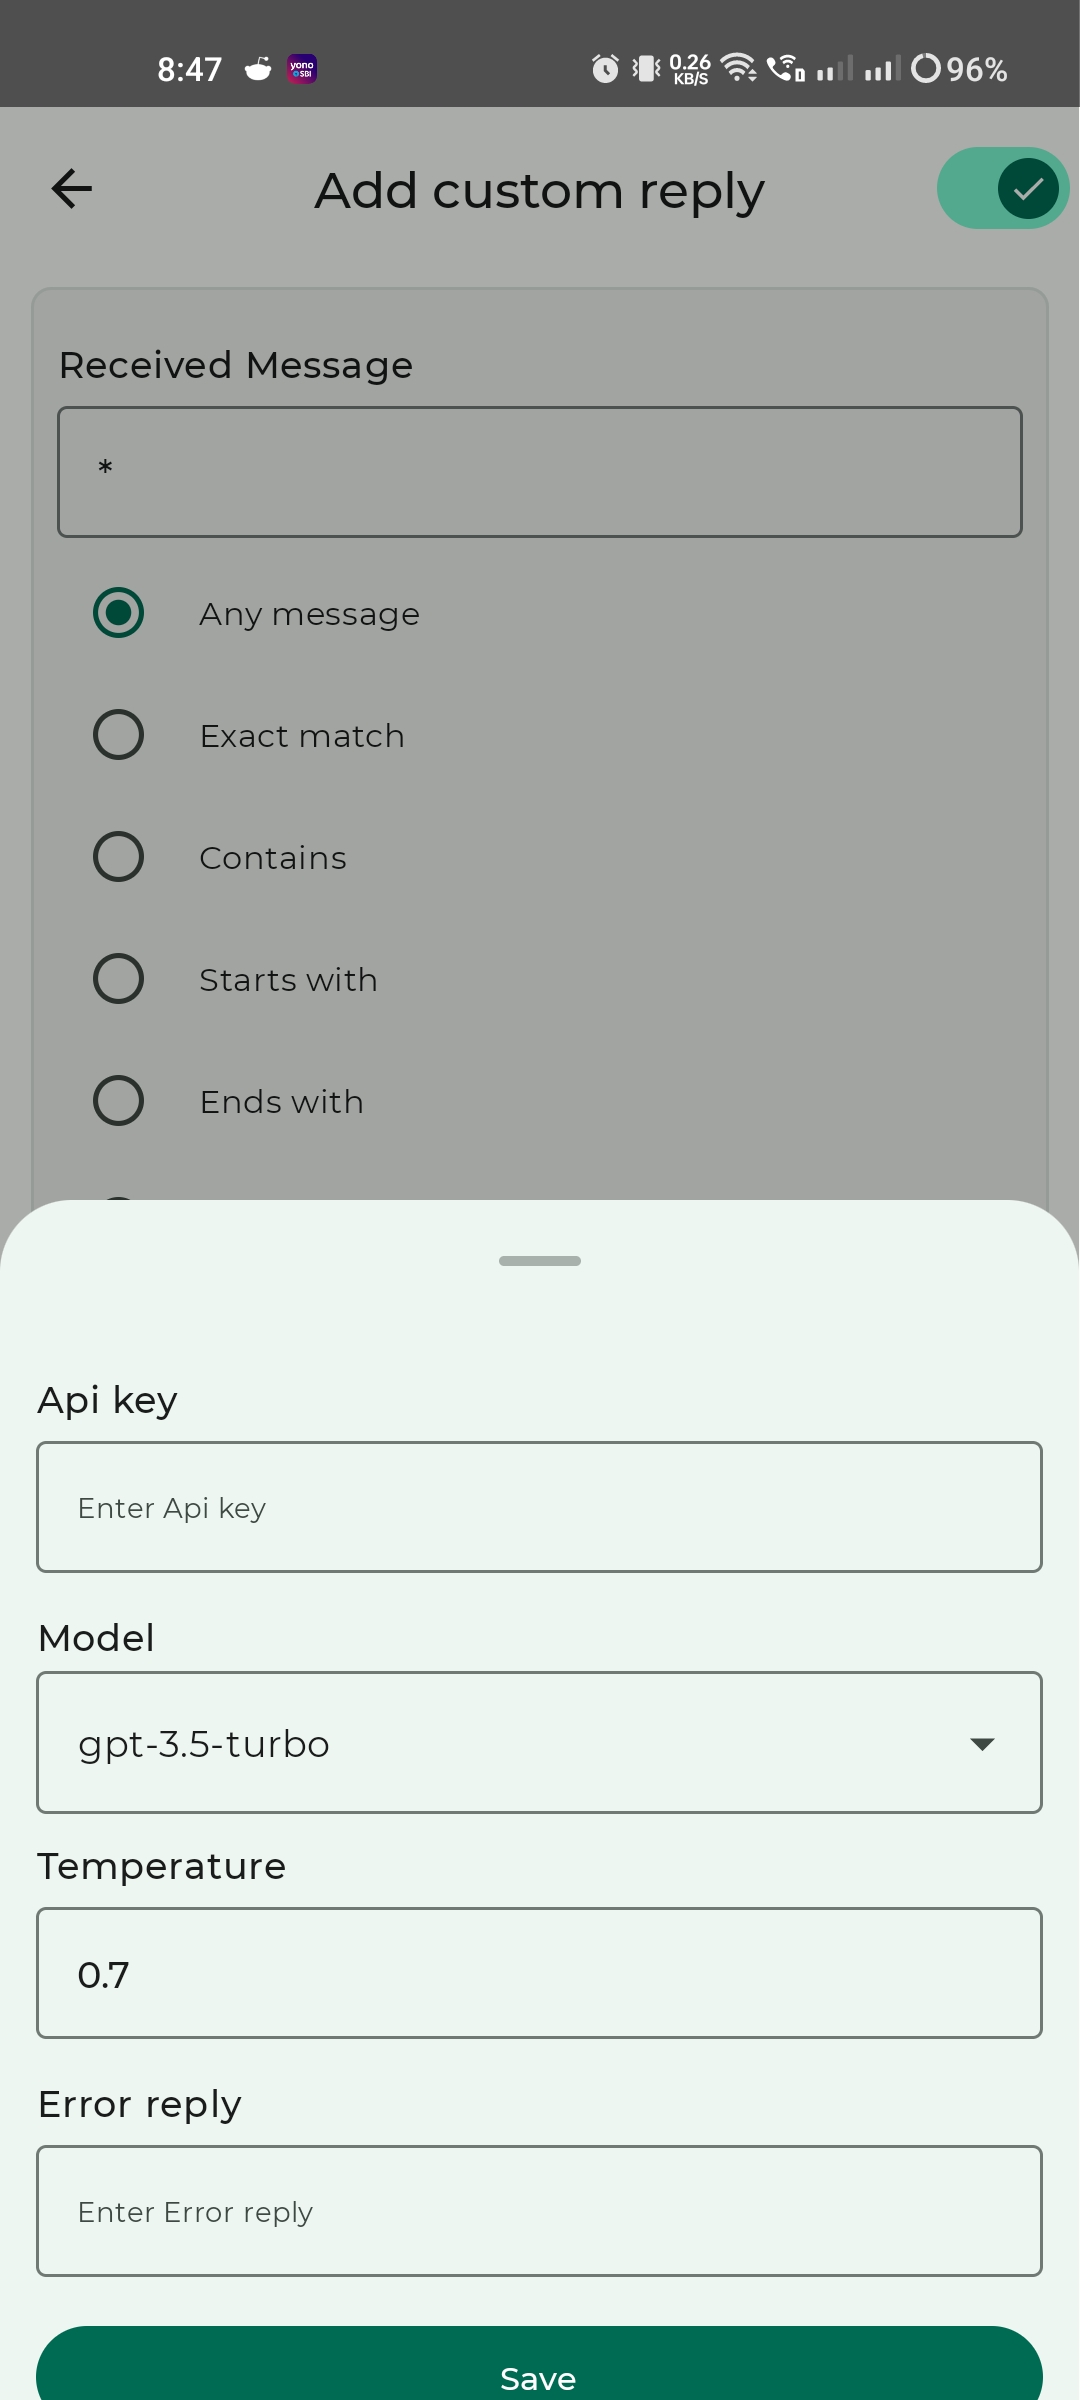 8:47 yono SBI 0.26 KB/S 96%
Add custom reply
Received Message
*
Any message
Exact match
Contains
Starts with
Ends with
Api key
Enter Api key
Model
gpt-3.5-turbo
Temperature
0.7
Error reply
Enter Error reply
Save